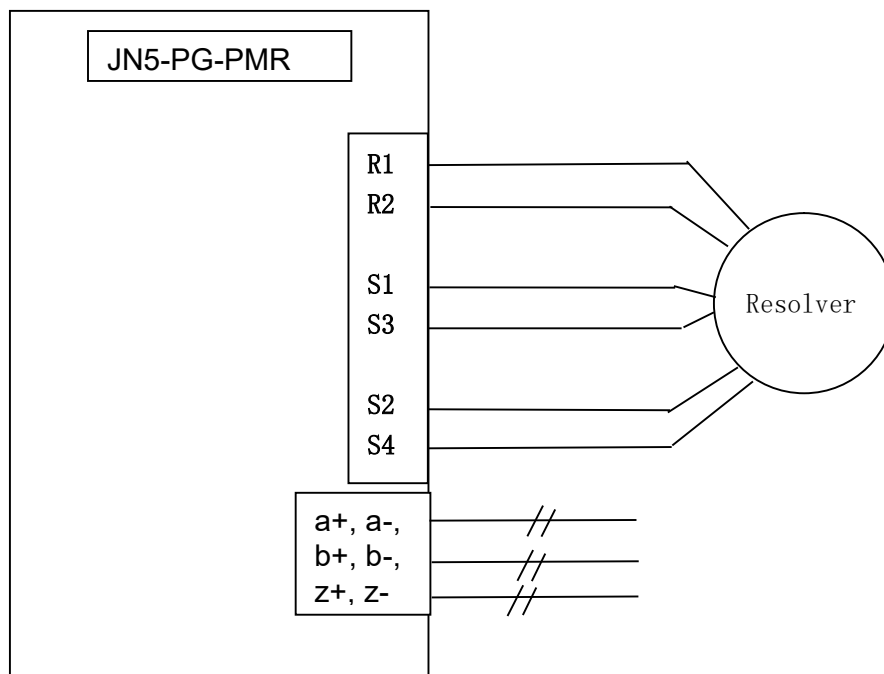 JN5-PG-PMR
R1
R2
S1
S3
Resolver
S2
S4
a+, a-,
b+, b-,
z+, z-